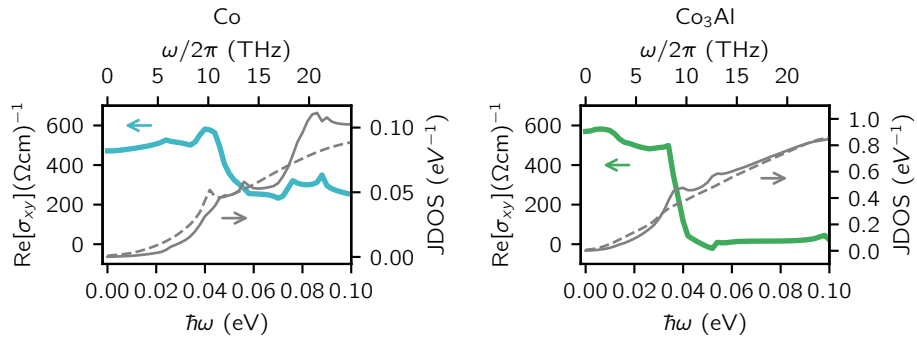 Co
ω/2π (THz)
0 5 10 15 20
Re[σxy](Ωcm)⁻¹
600
400
200
0
0.10
0.05
0.00
JDOS (eV⁻¹)
0.00 0.02 0.04 0.06 0.08 0.10
ħω (eV)
Co₃Al
ω/2π (THz)
0 5 10 15 20
Re[σxy](Ωcm)⁻¹
600
400
200
0
1.0
0.8
0.6
0.4
0.2
0.0
JDOS (eV⁻¹)
0.00 0.02 0.04 0.06 0.08 0.10
ħω (eV)